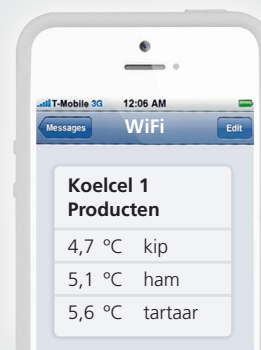 T-Mobile 3G 12:06 AM
Messages WiFi Edit
Koelcel 1
Producten
4,7 °C kip
5,1 °C ham
5,6 °C tartaar